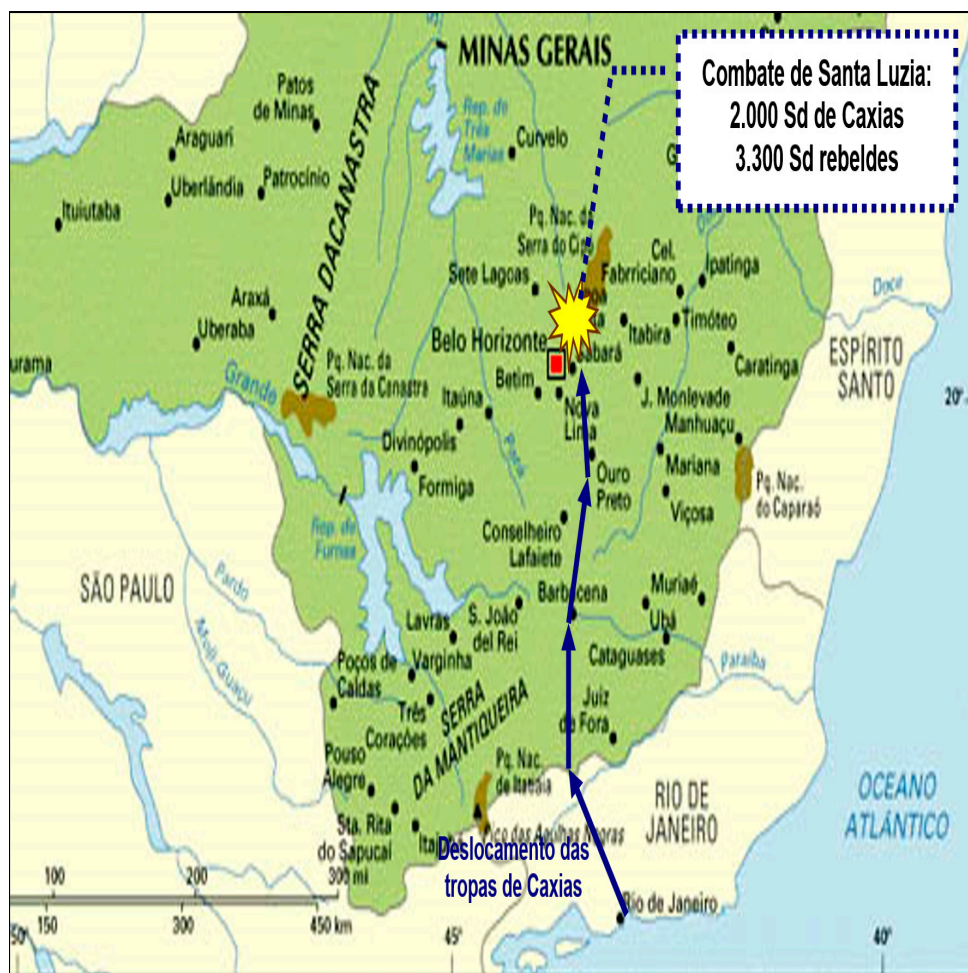 MINAS GERAIS
Combate de Santa Luzia:
2.000 Sd de Caxias
3.300 Sd rebeldes
Patos
de Minas
Araguari
Rep. de
Três
Marias
Curvelo
G
Uberlândia
Patrocínio
Ituiutaba
SERRA DACANASTRA
Pq. Nac. da
Serra do Cipó
Cel.
Fabrriciano
Ipatinga
Sete Lagoas
Doce
Araxá
Uberaba
Itabira
Timóteo
Belo Horizonte
Sabará
Caratinga
ESPÍRITO
SANTO
urama
Pq. Nac. da
Serra da Canastra
Grande
Betim
Itaúna
Nova
Lima
J. Monlevade
Manhuaçu
20°
Divinópolis
Pará
Formiga
Ouro
Preto
Mariana
Viçosa
Pq. Nac.
do Caparaó
Rep. de
Furnas
Conselheiro
Lafaiete
SÃO PAULO
Pardo
Barbacena
Muriaé
Lavras
S. João
del Rei
Ubá
Mogi-Guaçu
Poços de
Caldas
Varginha
Cataguases
Paraíba
Três
Corações
SERRA
DA MANTIQUEIRA
Juiz
de Fora
Pouso
Alegre
Pq. Nac.
de Itatiaia
RIO DE
JANEIRO
OCEANO
ATLÂNTICO
Sta. Rita
do Sapucaí
Pico das Agulhas Negras
Deslocamento das
tropas de Caxias
100
200
300 mi
Rio de Janeiro
150
300
450 km
50°
45°
40°